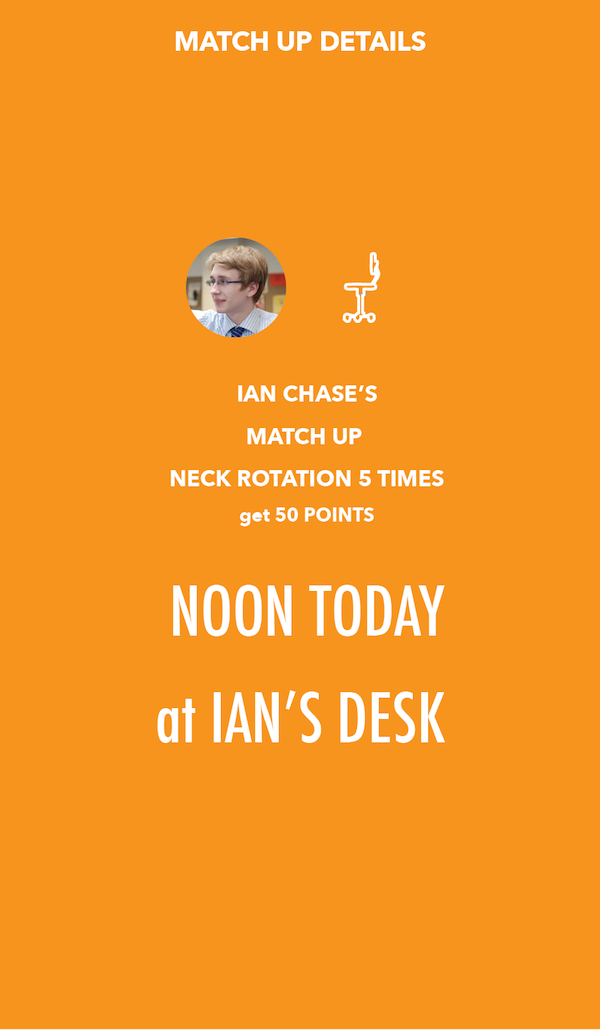 MATCH UP DETAILS
IAN CHASE’S
MATCH UP
NECK ROTATION 5 TIMES
get 50 POINTS
NOON TODAY
at IAN’S DESK